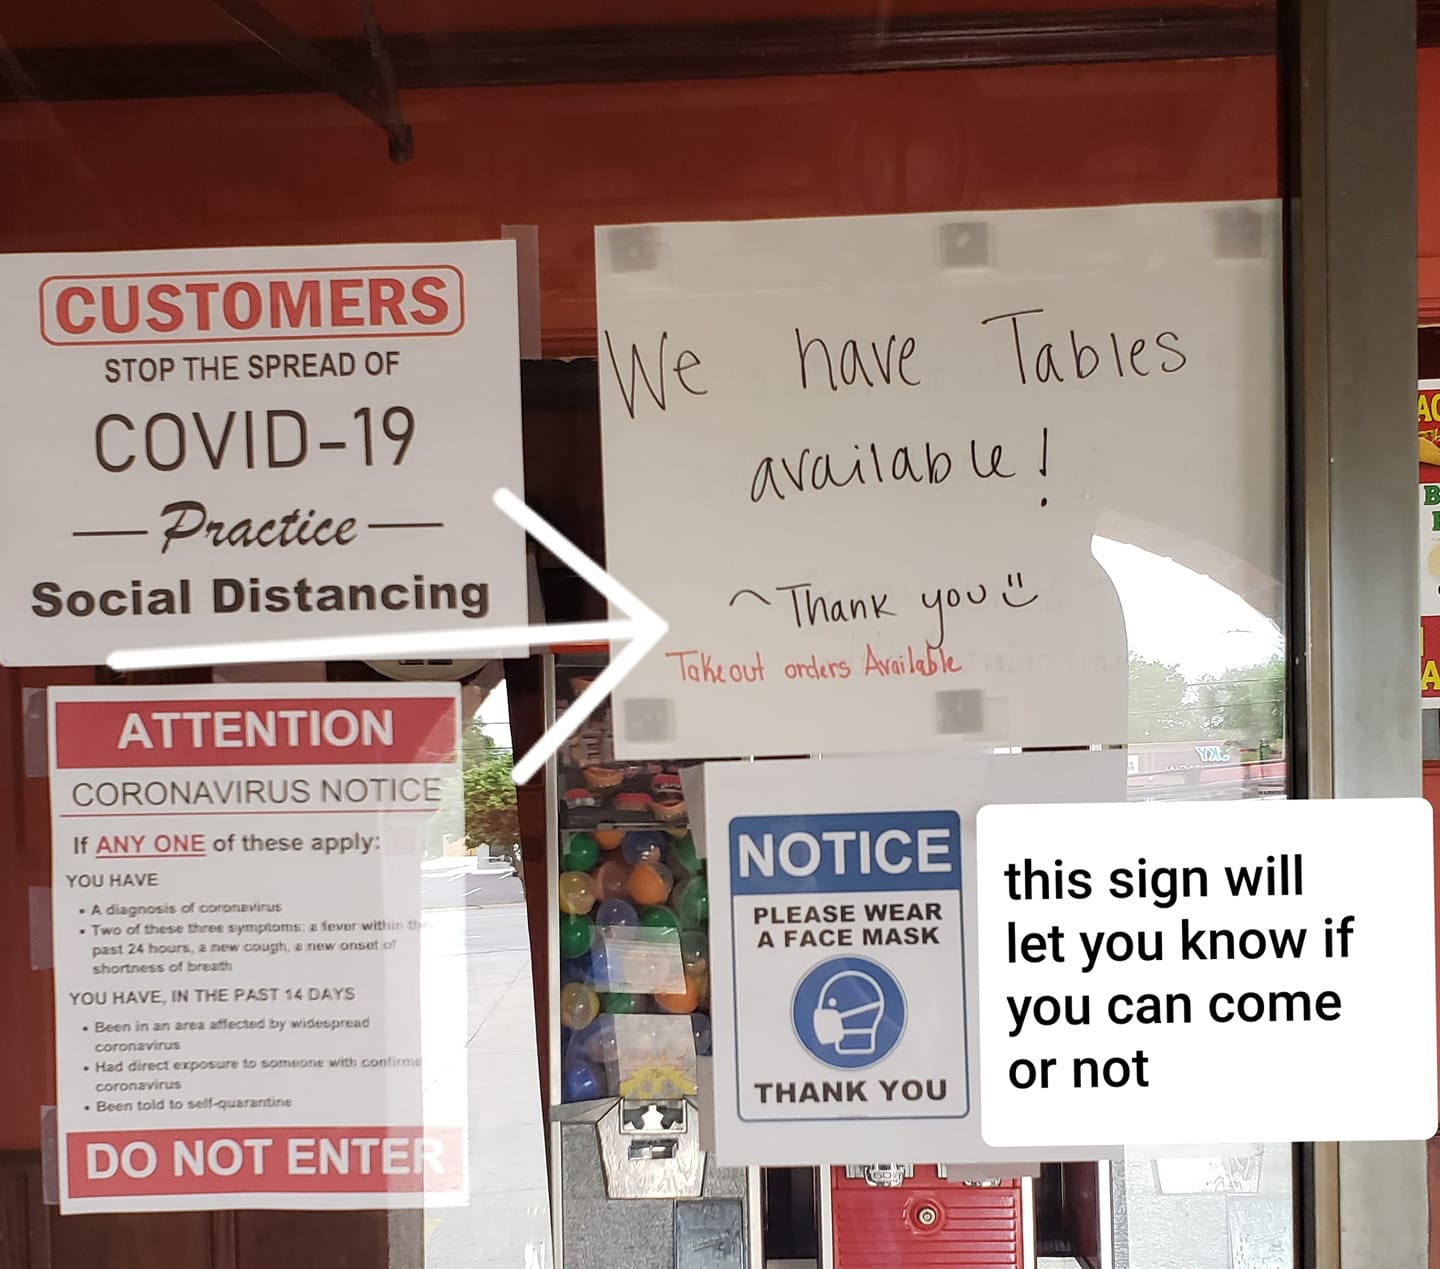 CUSTOMERS
STOP THE SPREAD OF
COVID-19
Practice
Social Distancing
We have Tables
available!
~Thank you
Takeout orders Available
ATTENTION
CORONAVIRUS NOTICE
If ANY ONE of these apply:
YOU HAVE
• A diagnosis of coronavirus
• Two of these three symptoms: a fever within the
past 24 hours, a new cough, a new onset of
shortness of breath
YOU HAVE, IN THE PAST 14 DAYS
• Been in an area affected by widespread
coronavirus
• Had direct exposure to someone with confirmed
coronavirus
• Been told to self-quarantine
DO NOT ENTER
NOTICE
PLEASE WEAR
A FACE MASK
THANK YOU
this sign will
let you know if
you can come
or not